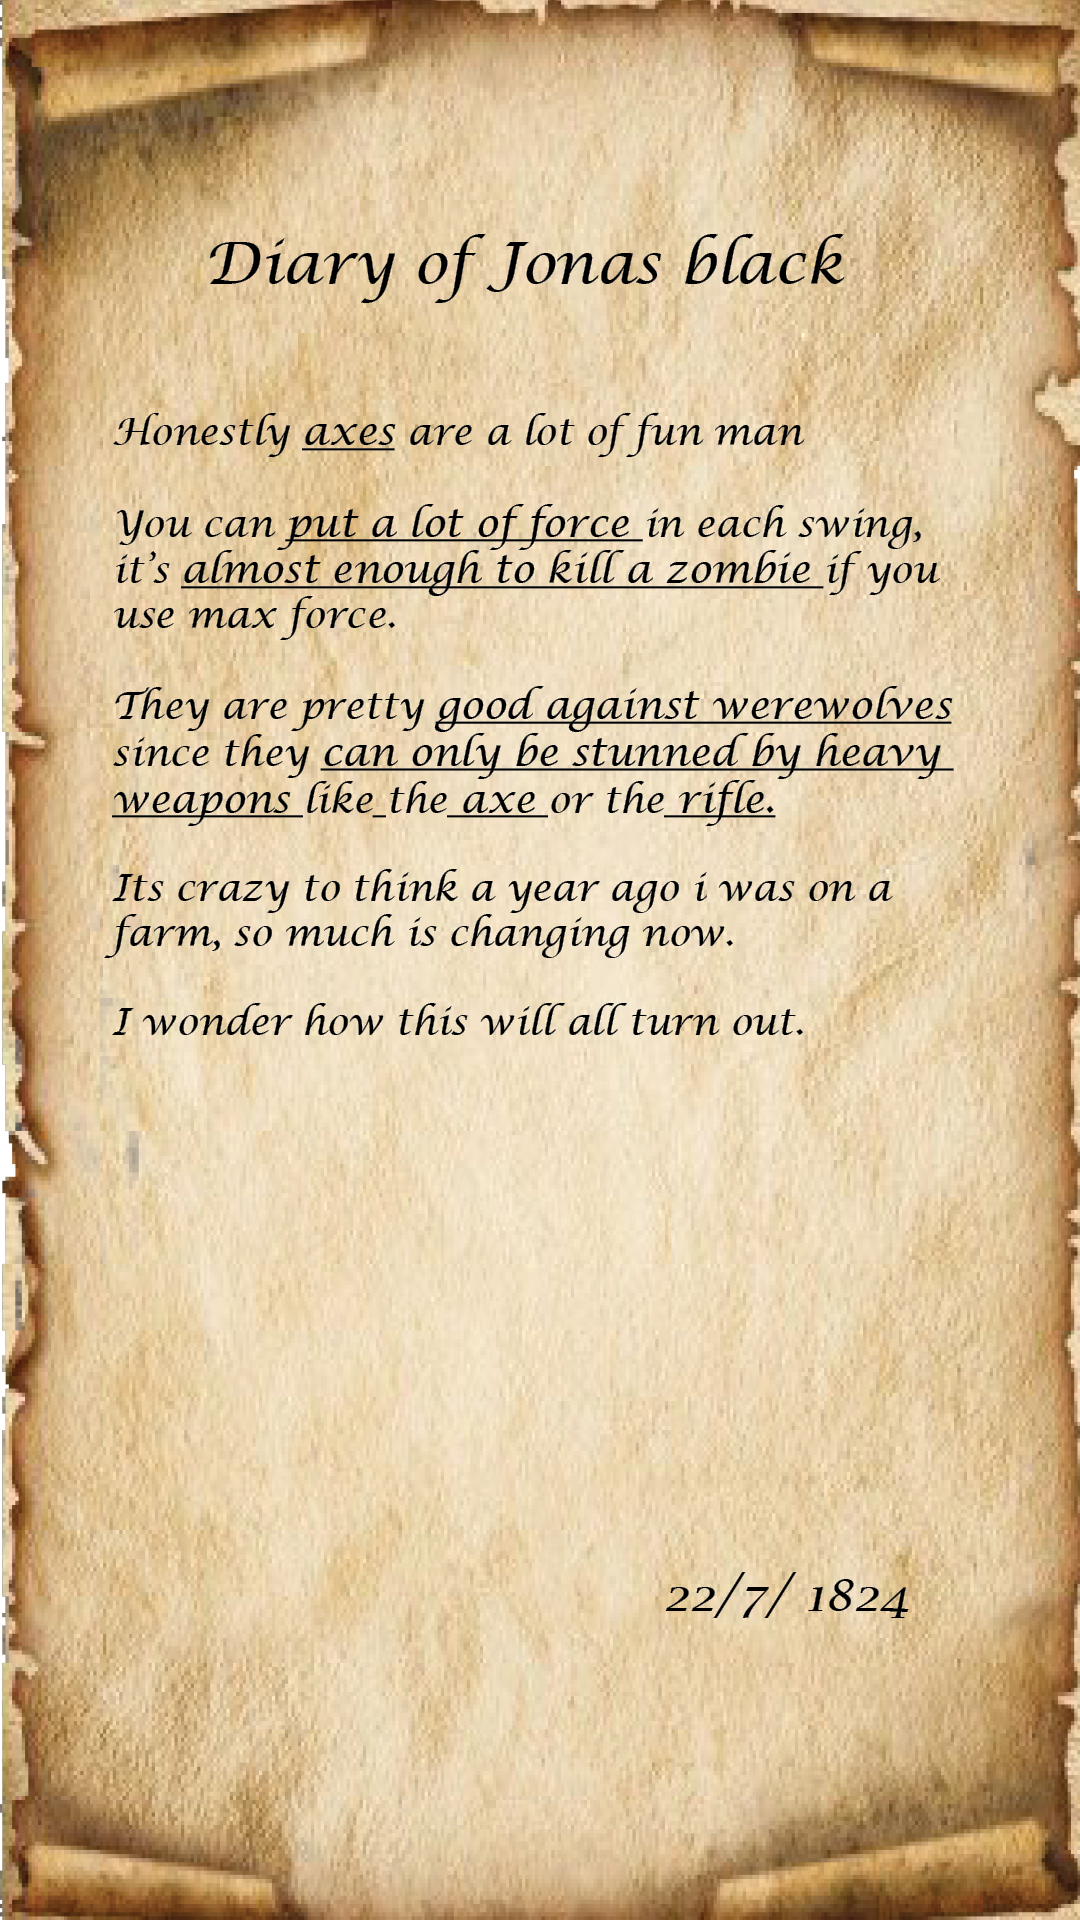 Diary of Jonas black
Honestly axes are a lot of fun man
You can put a lot of force in each swing,
it's almost enough to kill a zombie if you
use max force.
They are pretty good against werewolves
since they can only be stunned by heavy
weapons like the axe or the rifle.
Its crazy to think a year ago i was on a
farm, so much is changing now.
I wonder how this will all turn out.
22/7/ 1824